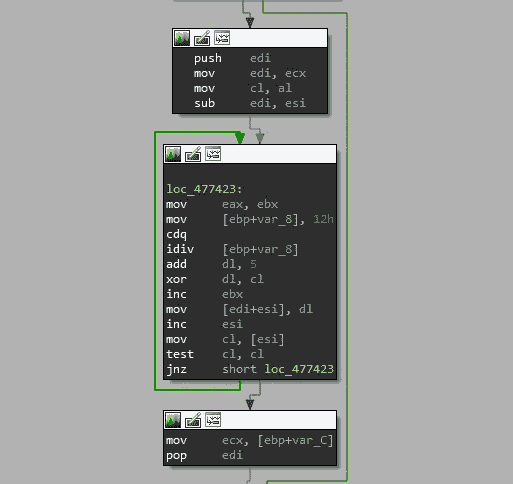 push edi
mov edi, ecx
mov cl, al
sub edi, esi
loc_477423:
mov eax, ebx
mov [ebp+var_8], 12h
cdq
idiv [ebp+var_8]
add dl, 5
xor dl, cl
inc ebx
mov [edi+esi], dl
inc esi
mov cl, [esi]
test cl, cl
jnz short loc_477423
mov ecx, [ebp+var_C]
pop edi